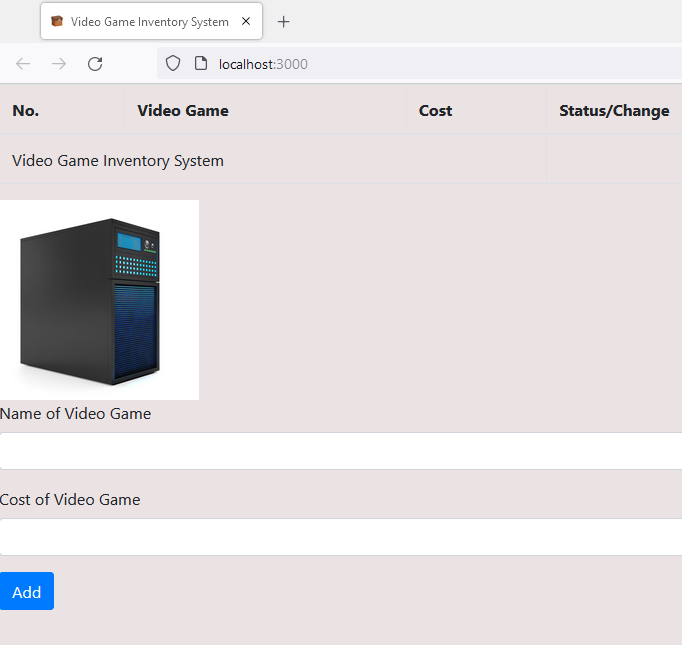 Video Game Inventory System
localhost:3000
No. Video Game Cost Status/Change
Video Game Inventory System
Name of Video Game
Cost of Video Game
Add